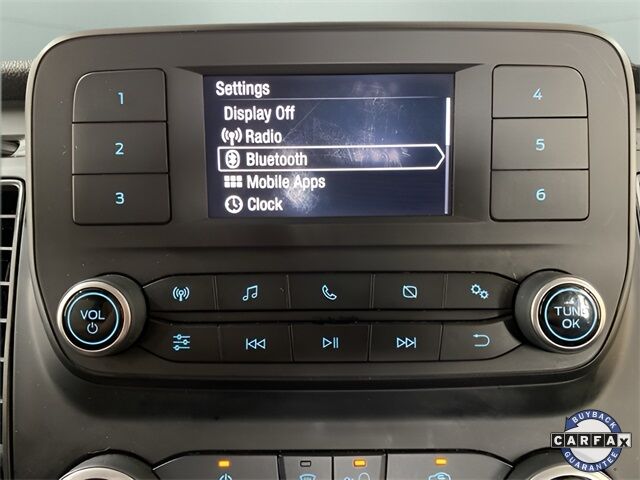 Settings
Display Off
Radio
Bluetooth
Mobile Apps
Clock
1
2
3
4
5
6
VOL
TUNE
OK
BUYBACK
CARFAX
GUARANTEE